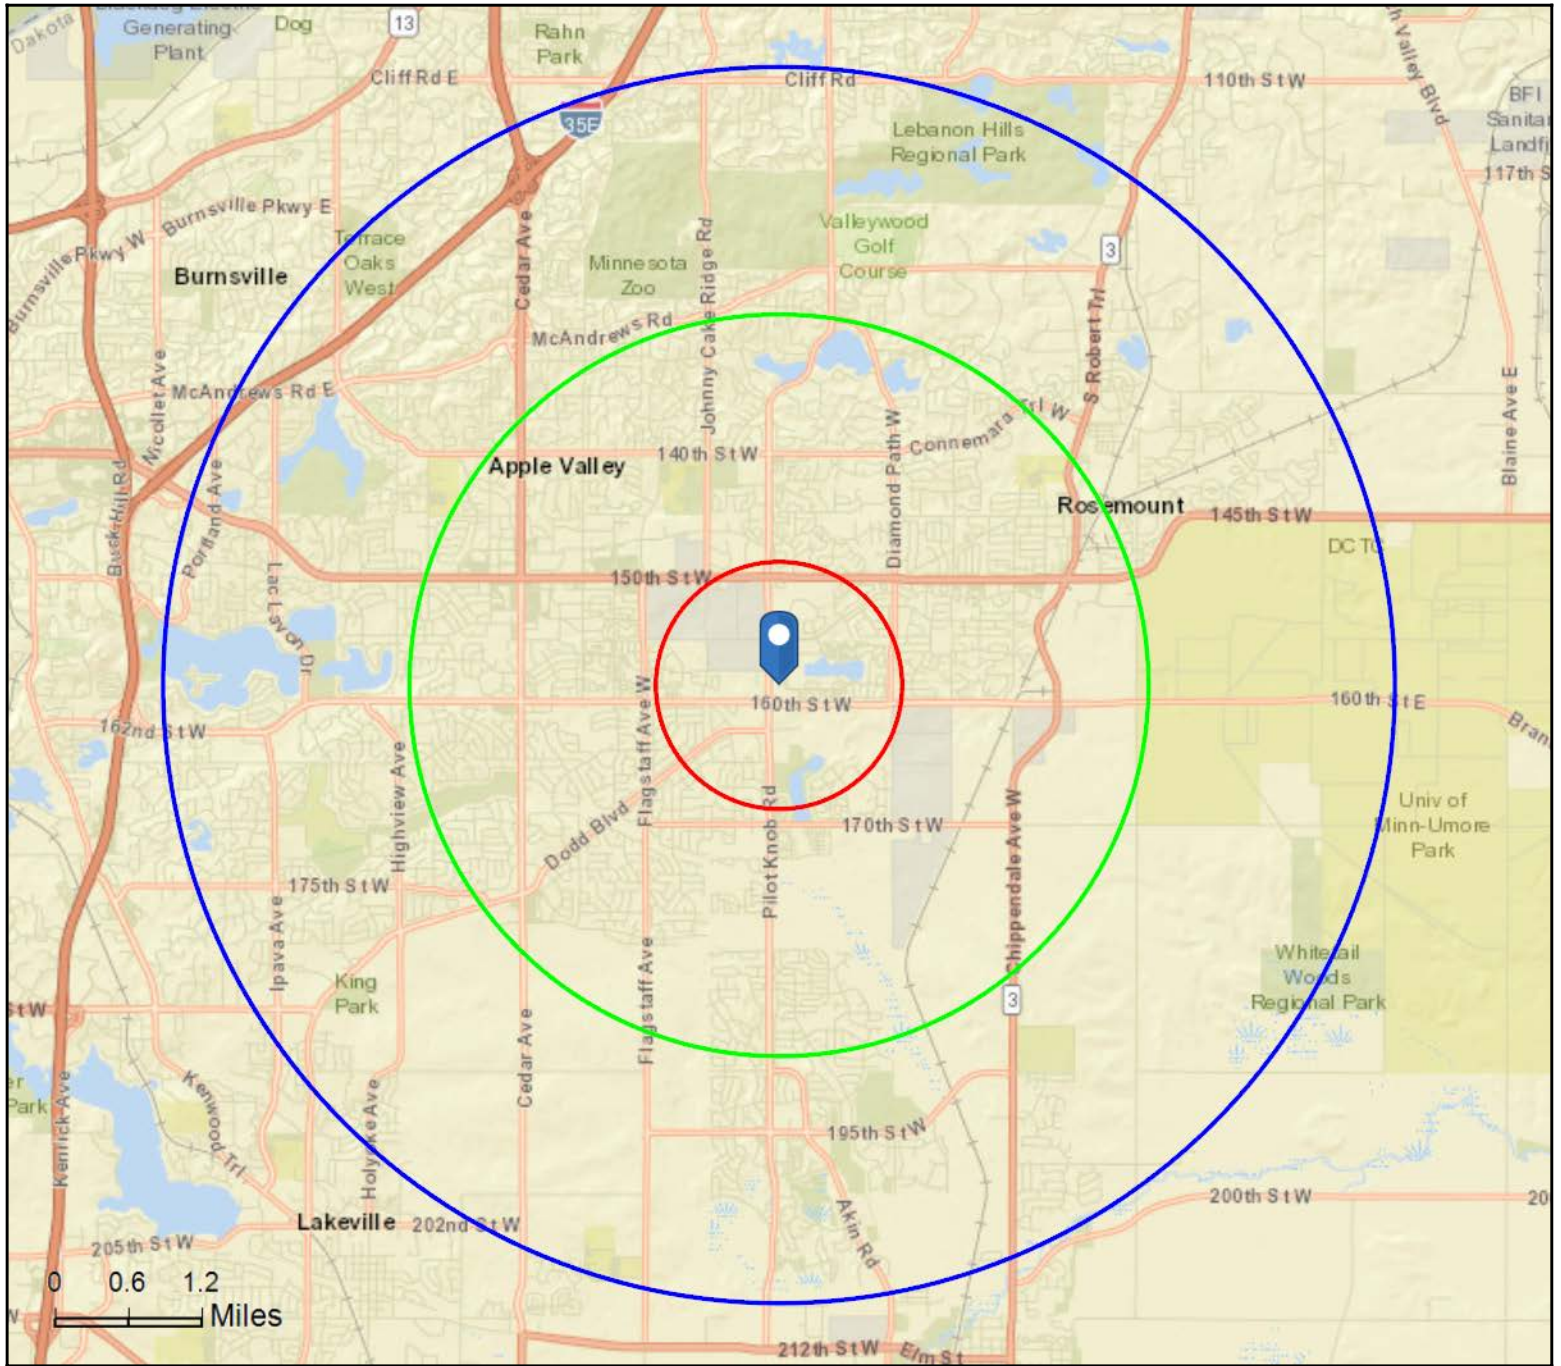 Dakota
Generating
Plant
Dog
13
Rahn
Park
Cliff Rd E
Cliff Rd
110th St W
Valley Blvd
BFI
Lebanon Hills
Regional Park
35E
117th S
Burnsville Pkwy E
Burnsville Pkwy W
Burnsville
Terrace
Oaks
West
Cedar Ave
Minnesota
Zoo
Johnny Cake Ridge Rd
Valleywood
Golf
Course
3
S Robert Trl
McAndrews Rd
McAndrews Rd E
Nicollet Ave
Blaine Ave E
Connemara Trl W
Diamond Path W
140th St W
Apple Valley
Buck Hill Rd
Portland Ave
Rosemount
145th St W
DCTC
150th St W
Lac Lavon Dr
160th St W
160th St E
162nd St W
Flagstaff Ave W
Highview Ave
Dodd Blvd
Pilot Knob Rd
170th St W
Chippendale Ave W
Univ of
Minn-Umore
Park
175th St W
Ipava Ave
King
Park
Flagstaff Ave
Cedar Ave
Whitetail
Woods
Regional Park
3
St W
Park
Kenrick Ave
Kenwood Trl
Holyoke Ave
195th St W
Akin Rd
200th St W
20
Lakeville
202nd St W
205th St W
0 0.6 1.2
Miles
212th St W
Elm St